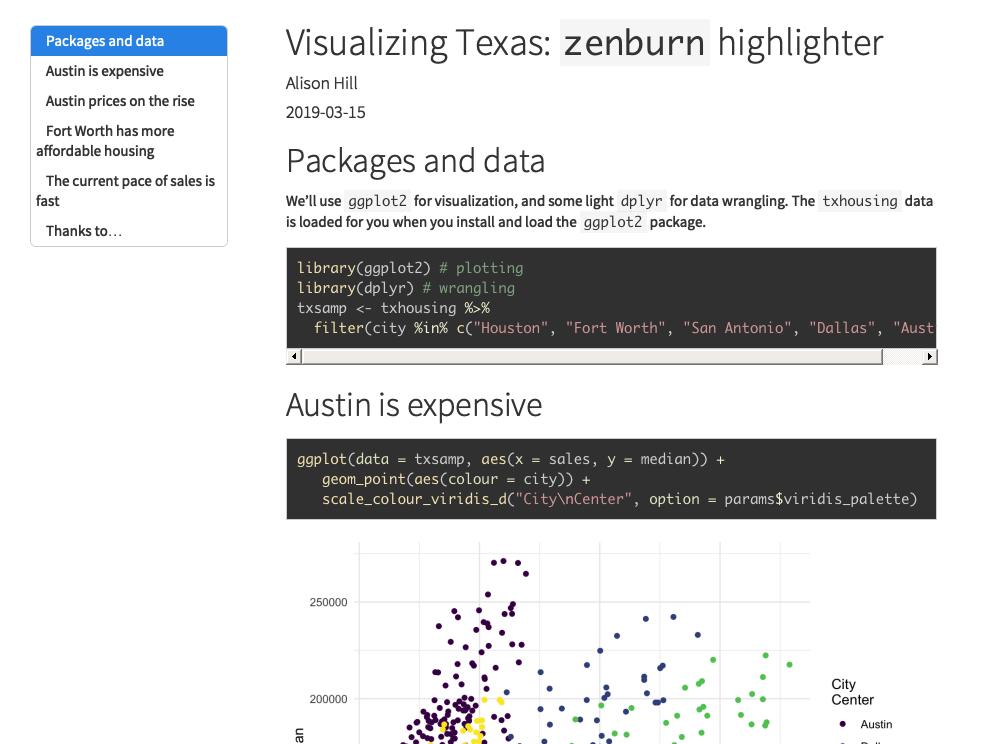 Packages and data
Austin is expensive
Austin prices on the rise
Fort Worth has more
affordable housing
The current pace of sales is
fast
Thanks to…
Visualizing Texas: zenburn highlighter
Alison Hill
2019-03-15
Packages and data
We’ll use ggplot2 for visualization, and some light dplyr for data wrangling. The txhousing data
is loaded for you when you install and load the ggplot2 package.
library(ggplot2) # plotting
library(dplyr) # wrangling
txsamp <- txhousing %>%
  filter(city %in% c("Houston", "Fort Worth", "San Antonio", "Dallas", "Aust
Austin is expensive
ggplot(data = txsamp, aes(x = sales, y = median)) +
   geom_point(aes(colour = city)) +
   scale_colour_viridis_d("City\nCenter", option = params$viridis_palette)
250000
200000
City
Center
Austin